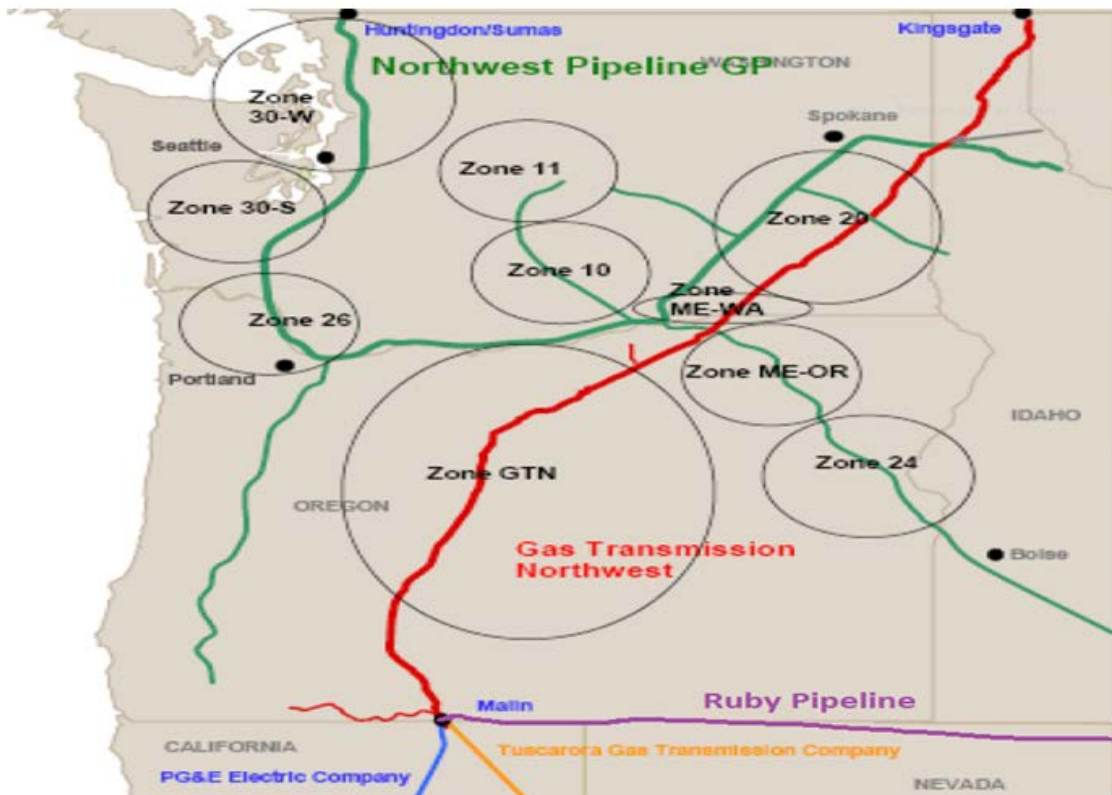 Huntingdon/Sumas
Kingsgate
Northwest Pipeline GP
WASHINGTON
Zone
30-W
Spokane
Seattle
Zone 11
Zone 30-S
Zone 20
Zone 10
Zone
ME-WA
Zone 26
Portland
Zone ME-OR
IDAHO
Zone 24
Zone GTN
OREGON
Gas Transmission
Northwest
Boise
Malin
Ruby Pipeline
CALIFORNIA
Tuscarora Gas Transmission Company
PG&E Electric Company
NEVADA